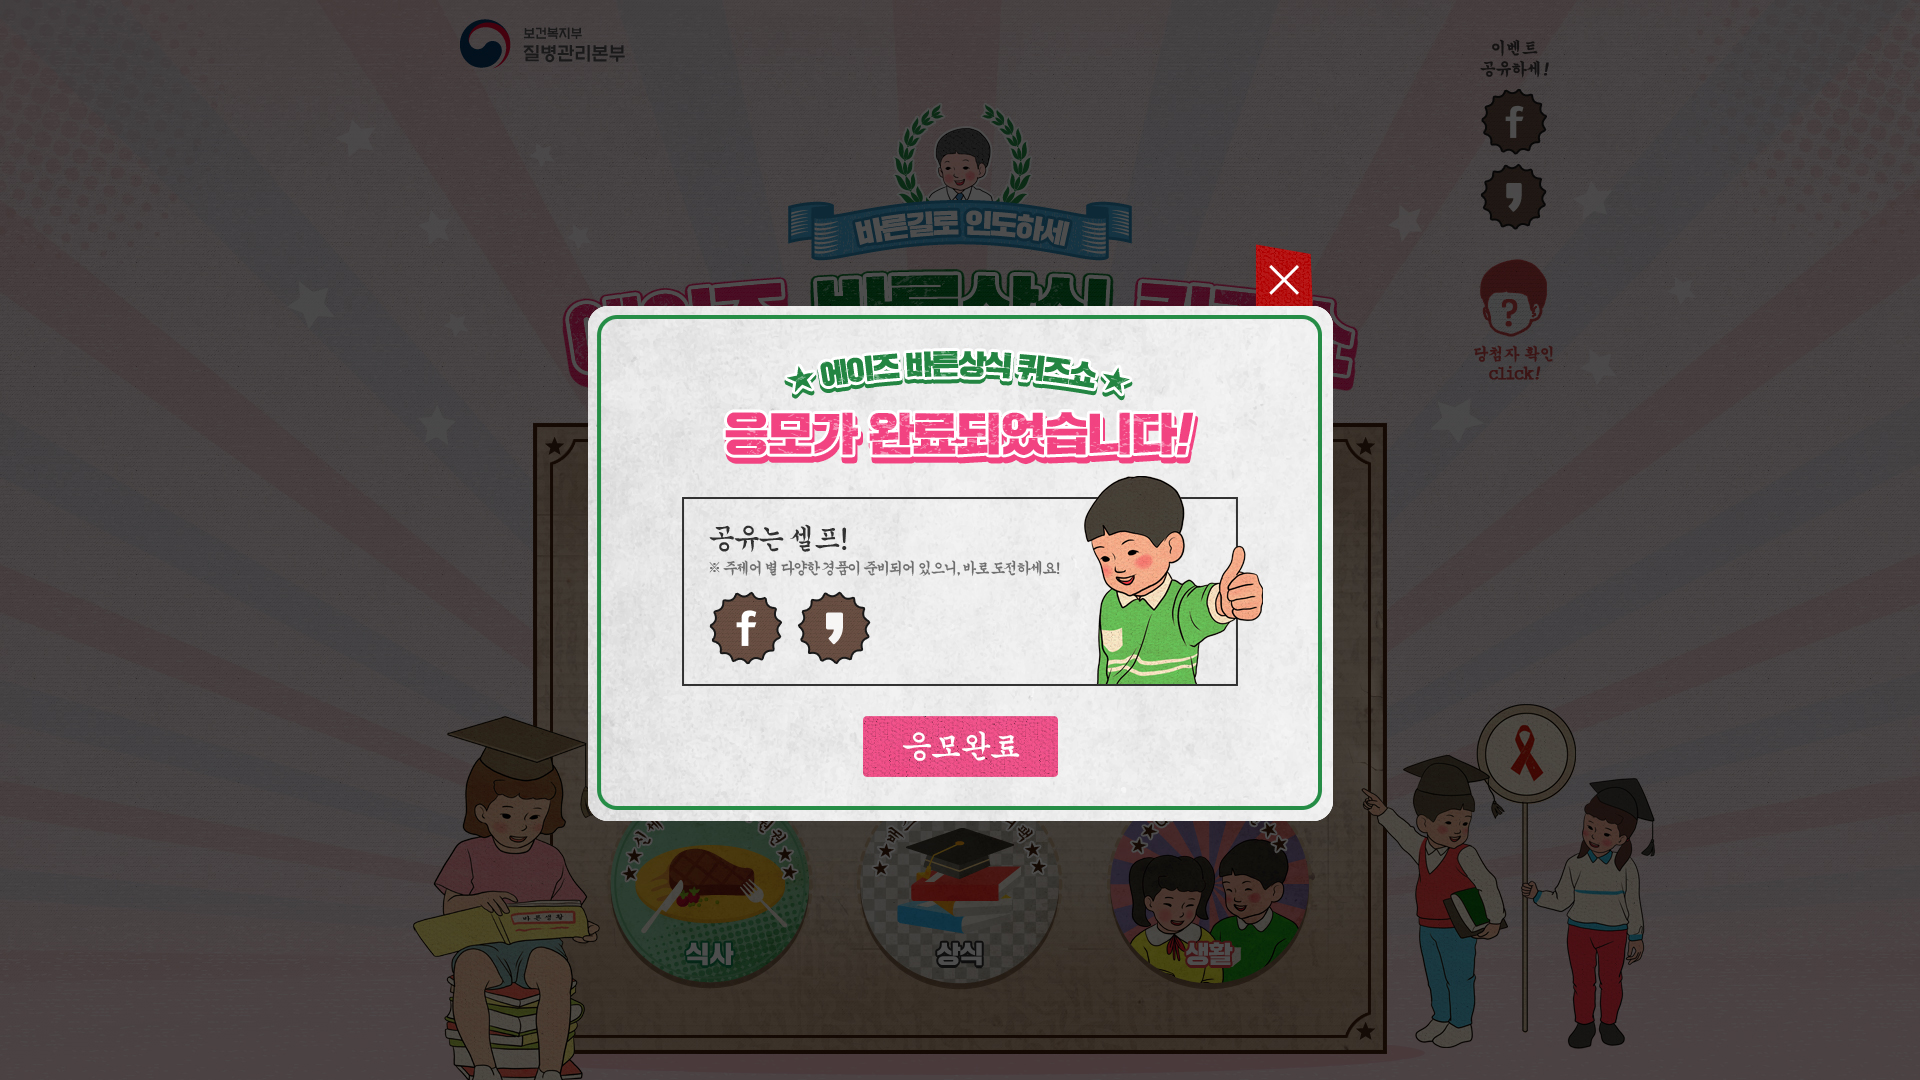 보건복지부
질병관리본부
이벤트
공유하세!
바른길로 인도하세
당첨자 확인
click!
★ 에이즈 바른상식 퀴즈쇼 ★
응모가 완료되었습니다!
공유는 셀프!
※ 주제어 별 다양한 경품이 준비되어 있으니, 바로 도전하세요!
응모완료
바른생활
식사
상식
생활